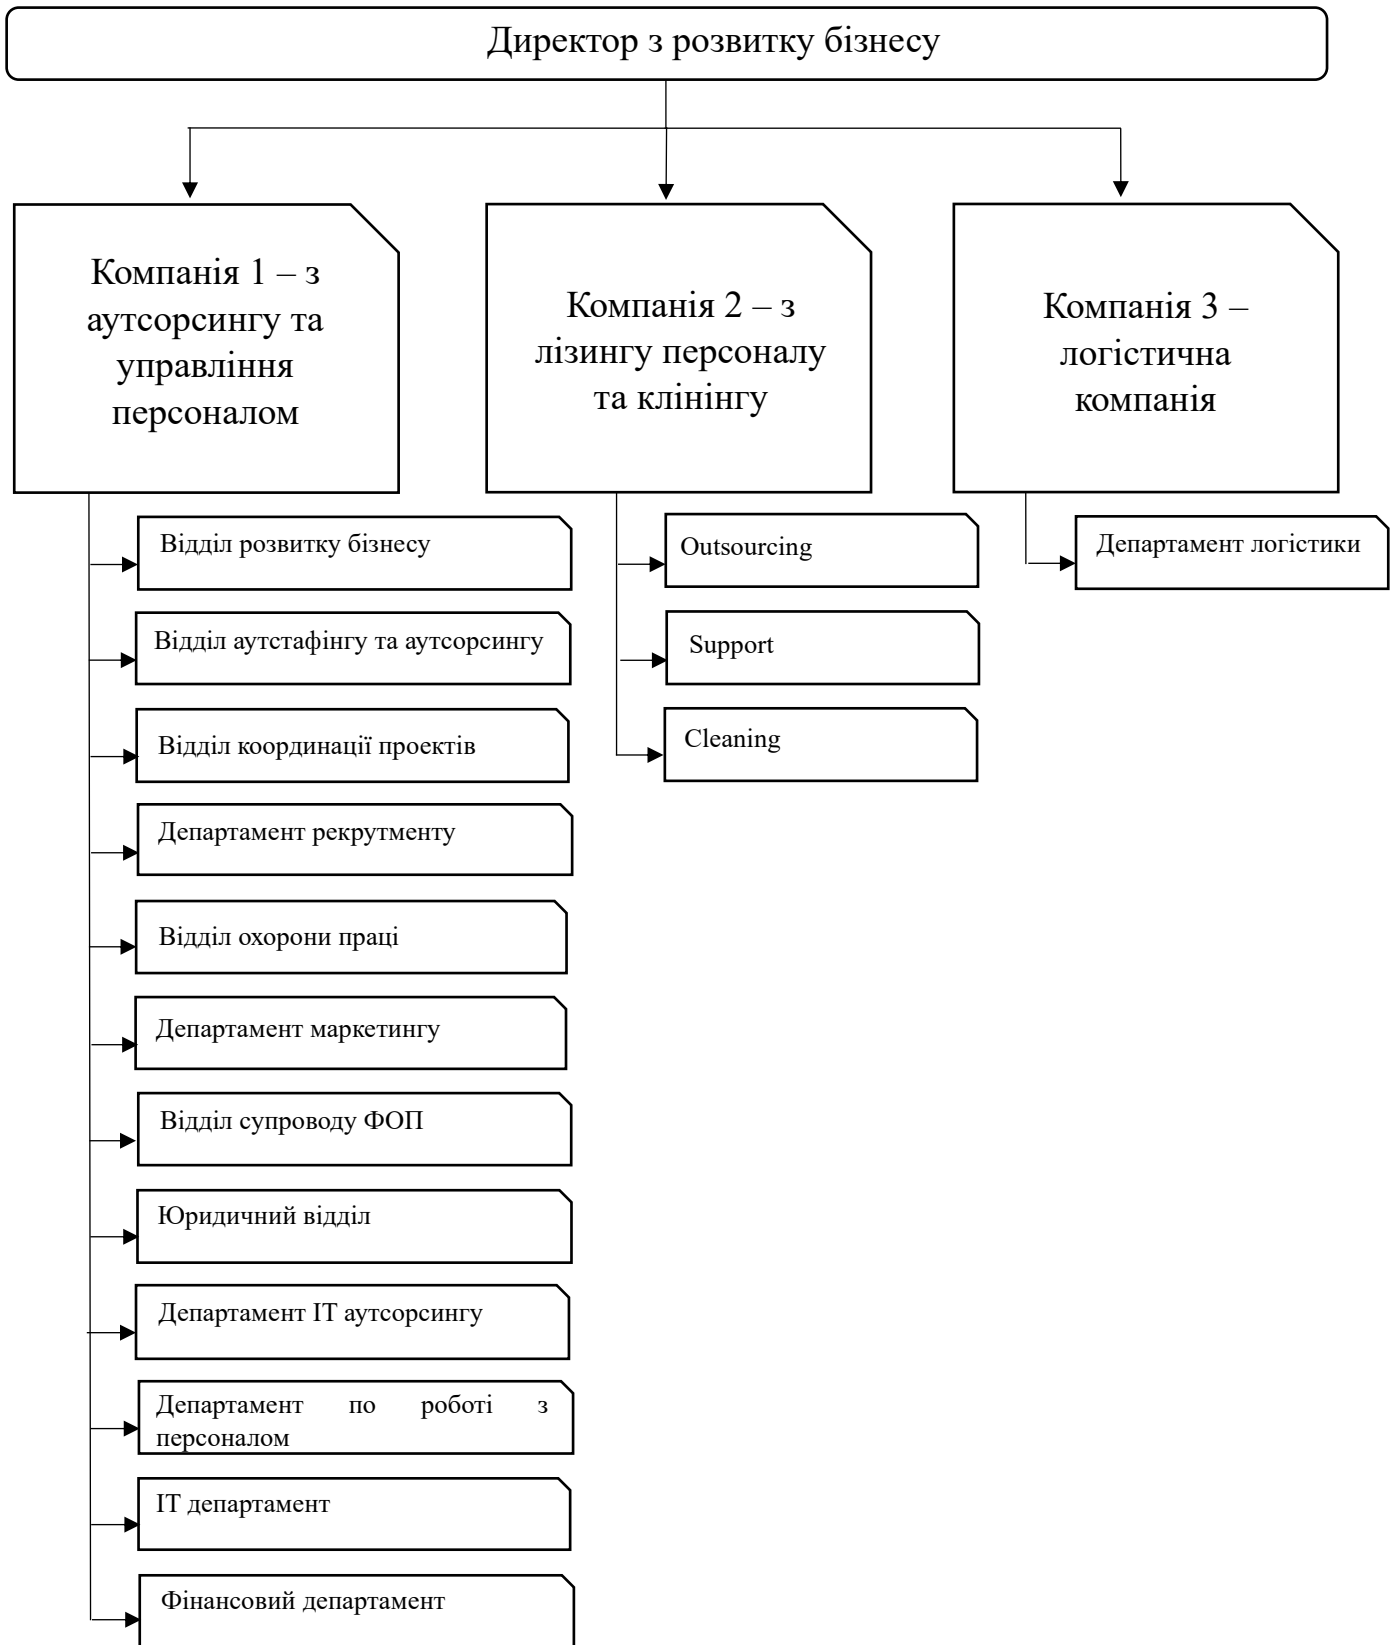 Директор з розвитку бізнесу
Компанія 1 – з
аутсорсингу та
управління
персоналом
Компанія 2 – з
лізингу персоналу
та клінінгу
Компанія 3 –
логістична
компанія
Відділ розвитку бізнесу
Відділ аутстафінгу та аутсорсингу
Відділ координації проектів
Департамент рекрутменту
Відділ охорони праці
Департамент маркетингу
Відділ супроводу ФОП
Юридичний відділ
Департамент ІТ аутсорсингу
Департамент по роботі з
персоналом
ІТ департамент
Фінансовий департамент
Outsourcing
Support
Cleaning
Департамент логістики